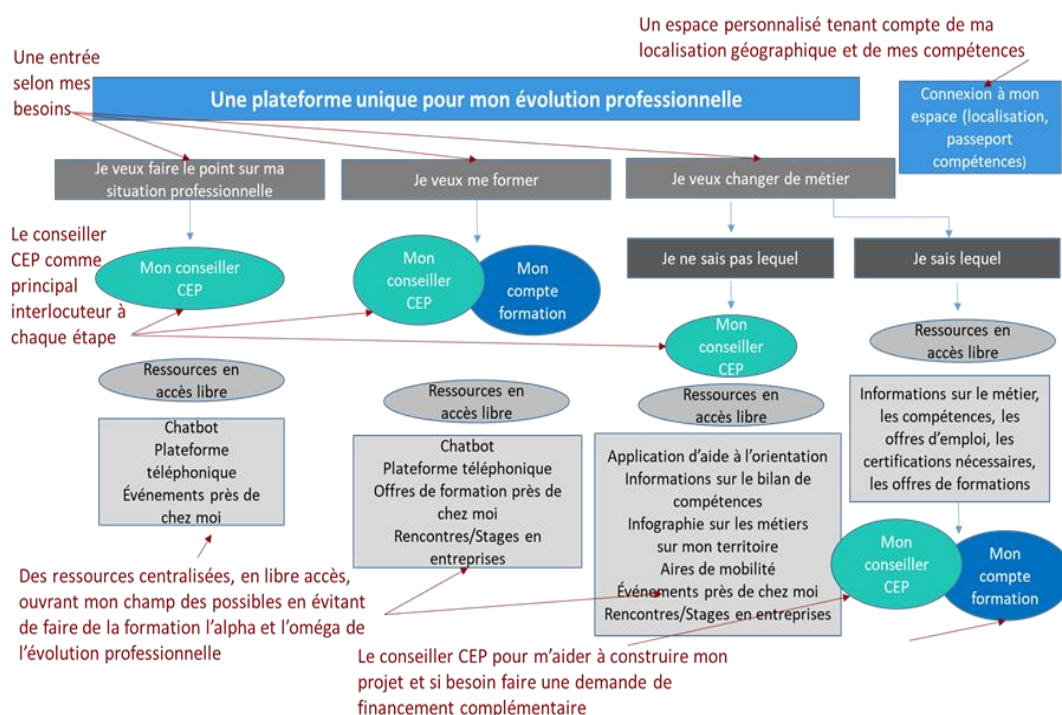 Un espace personnalisé tenant compte de ma
localisation géographique et de mes compétences
Une entrée
selon mes
besoins
Une plateforme unique pour mon évolution professionnelle
Connexion à mon
espace (localisation,
passeport
compétences)
Je veux faire le point sur ma
situation professionnelle
Je veux me former
Je veux changer de métier
Je ne sais pas lequel
Je sais lequel
Le conseiller
CEP comme
principal
interlocuteur à
chaque étape
Mon conseiller
CEP
Mon
conseiller
CEP
Mon
compte
formation
Mon
conseiller
CEP
Ressources en
accès libre
Ressources en
accès libre
Ressources en
accès libre
Ressources en
accès libre
Chatbot
Plateforme
téléphonique
Événements près de
chez moi
Chatbot
Plateforme téléphonique
Offres de formation près de
chez moi
Rencontres/Stages en
entreprises
Application d'aide à l'orientation
Informations sur le bilan de
compétences
Infographie sur les métiers
sur mon territoire
Aires de mobilité
Événements près de chez moi
Rencontres/Stages en entreprises
Informations sur le métier,
les compétences, les
offres d'emploi, les
certifications nécessaires,
les offres de formations
Mon
conseiller
CEP
Mon
compte
formation
Des ressources centralisées, en libre accès,
ouvrant mon champ des possibles en évitant
de faire de la formation l'alpha et l'oméga de
l'évolution professionnelle
Le conseiller CEP pour m'aider à construire mon
projet et si besoin faire une demande de
financement complémentaire